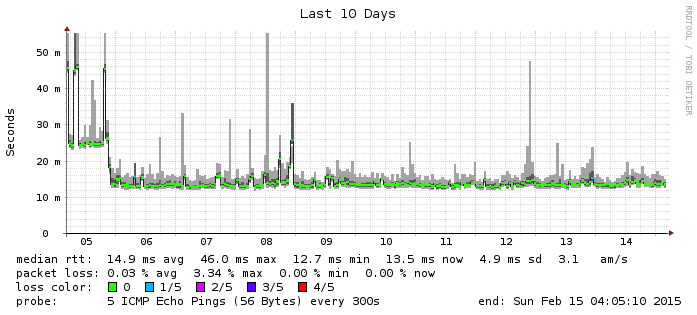 Last 10 Days
RRDTOOL / TOBI OETIKER
Seconds
50 m
40 m
30 m
20 m
10 m
0
05 06 07 08 09 10 11 12 13 14
median rtt: 14.9 ms avg 46.0 ms max 12.7 ms min 13.5 ms now 4.9 ms sd 3.1 am/s
packet loss: 0.03 % avg 3.34 % max 0.00 % min 0.00 % now
loss color: 0 1/5 2/5 3/5 4/5
probe: 5 ICMP Echo Pings (56 Bytes) every 300s end: Sun Feb 15 04:05:10 2015